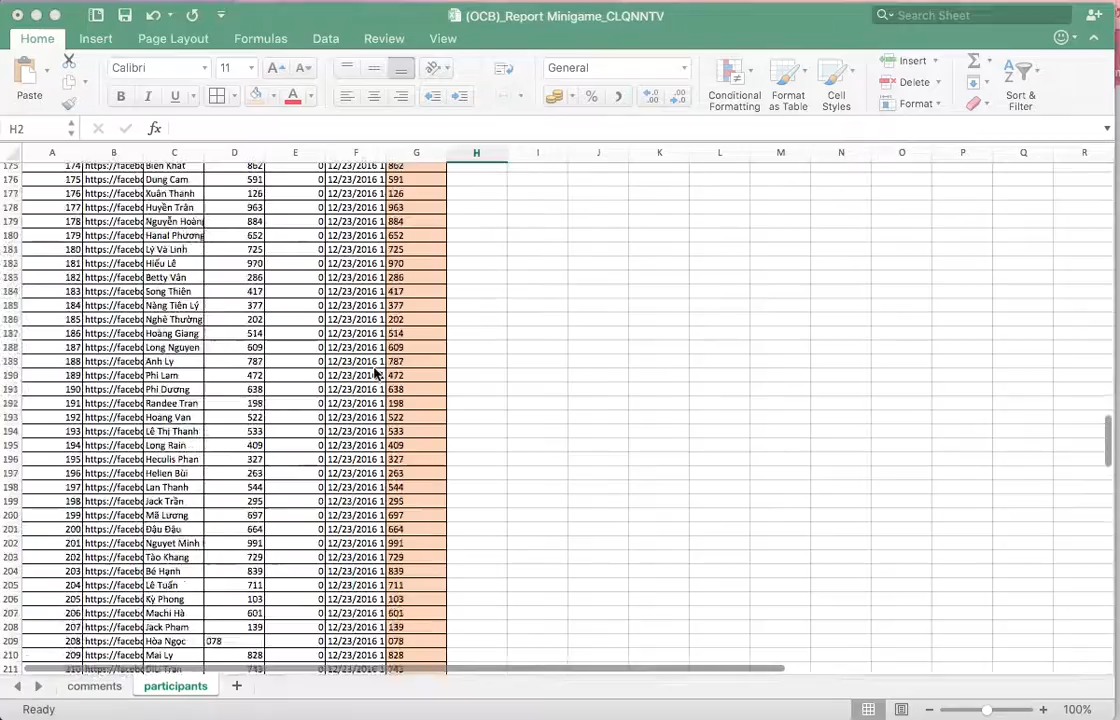 (OCB)_Report Minigame_CLQNNTV
Search Sheet
Home Insert Page Layout Formulas Data Review View
Paste
Calibri 11
B I U A
General
%
Conditional Formatting
Format as Table
Cell Styles
Insert
Delete
Format
Sort & Filter
H2 fx
A B C D E F G H I J K L M N O P Q R
175 174 https://facebo Biển Khát 862 0 12/23/2016 1 862
176 175 https://facebo Dung Cam 591 0 12/23/2016 1 591
177 176 https://facebo Xuân Thanh 126 0 12/23/2016 1 126
178 177 https://facebo Huyền Trân 963 0 12/23/2016 1 963
179 178 https://facebo Nguyễn Hoàng 884 0 12/23/2016 1 884
180 179 https://facebo Hanal Phương 652 0 12/23/2016 1 652
181 180 https://facebo Lý Và Linh 725 0 12/23/2016 1 725
182 181 https://facebo Hiếu Lê 970 0 12/23/2016 1 970
183 182 https://facebo Betty Vân 286 0 12/23/2016 1 286
184 183 https://facebo Song Thiên 417 0 12/23/2016 1 417
185 184 https://facebo Nàng Tiên Lý 377 0 12/23/2016 1 377
186 185 https://facebo Nghè Thường 202 0 12/23/2016 1 202
187 186 https://facebo Hoàng Giang 514 0 12/23/2016 1 514
188 187 https://facebo Long Nguyen 609 0 12/23/2016 1 609
189 188 https://facebo Anh Ly 787 0 12/23/2016 1 787
190 189 https://facebo Phi Lam 472 0 12/23/2016 472
191 190 https://facebo Phi Dương 638 0 12/23/2016 1 638
192 191 https://facebo Randee Tran 198 0 12/23/2016 1 198
193 192 https://facebo Hoang Van 522 0 12/23/2016 1 522
194 193 https://facebo Lê Thị Thanh 533 0 12/23/2016 1 533
195 194 https://facebo Long Rain 409 0 12/23/2016 1 409
196 195 https://facebo Heculis Phan 327 0 12/23/2016 1 327
197 196 https://facebo Helien Bùi 263 0 12/23/2016 1 263
198 197 https://facebo Lan Thanh 544 0 12/23/2016 1 544
199 198 https://facebo Jack Trần 295 0 12/23/2016 1 295
200 199 https://facebo Mã Lương 697 0 12/23/2016 1 697
201 200 https://facebo Đậu Đậu 664 0 12/23/2016 1 664
202 201 https://facebo Nguyet Minh 991 0 12/23/2016 1 991
203 202 https://facebo Tào Khang 729 0 12/23/2016 1 729
204 203 https://facebo Bé Hạnh 839 0 12/23/2016 1 839
205 204 https://facebo Lê Tuấn 711 0 12/23/2016 1 711
206 205 https://facebo Kỳ Phong 103 0 12/23/2016 1 103
207 206 https://facebo Machi Hà 601 0 12/23/2016 1 601
208 207 https://facebo Jack Pham 139 0 12/23/2016 1 139
209 208 https://facebo Hòa Ngọc 078 0 12/23/2016 1 078
210 209 https://facebo Mai Ly 828 0 12/23/2016 1 828
211
comments participants +
Ready 100%